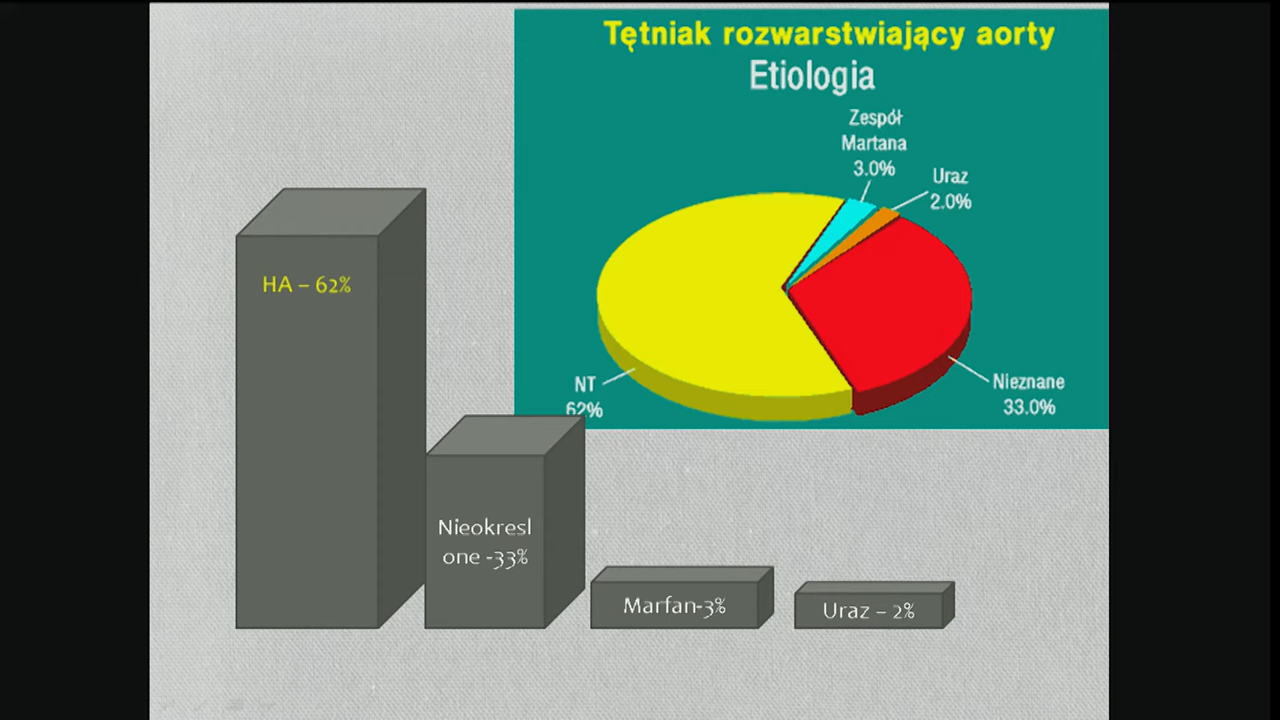 Tętniak rozwarstwiający aorty
Etiologia
Zespół
Martana
3.0%
Uraz
2.0%
NT
62%
Nieznane
33.0%
HA – 62%
Nieokresl
one -33%
Marfan-3%
Uraz – 2%